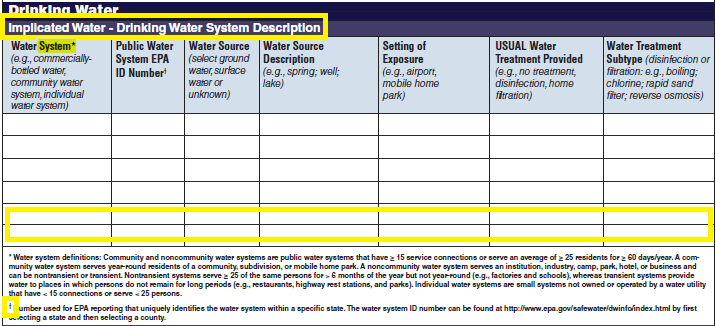 Drinking Water
Implicated Water - Drinking Water System Description
Water System*
(e.g., commercially-
bottled water,
community water
system, individual
water system)
Public Water
System EPA
ID Number‡
Water Source
(select ground
water, surface
water or
unknown)
Water Source
Description
(e.g., spring; well;
lake)
Setting of
Exposure
(e.g., airport,
mobile home
park)
USUAL Water
Treatment Provided
(e.g., no treatment,
disinfection, home
filtration)
Water Treatment
Subtype (disinfection or
filtration: e.g., boiling;
chlorine; rapid sand
filter; reverse osmosis)
* Water system definitions: Community and noncommunity water systems are public water systems that have ≥ 15 service connections or serve an average of ≥ 25 residents for ≥ 60 days/year. A com-
munity water system serves year-round residents of a community, subdivision, or mobile home park. A noncommunity water system serves an institution, industry, camp, park, hotel, or business and
can be nontransient or transient. Nontransient systems serve ≥ 25 of the same persons for > 6 months of the year but not year-round (e.g., factories and schools), whereas transient systems provide
water to places in which persons do not remain for long periods (e.g., restaurants, highway rest stations, and parks). Individual water systems are small systems not owned or operated by a water utility
that have < 15 connections or serve < 25 persons.
‡ Number used for EPA reporting that uniquely identifies the water system within a specific state. The water system ID number can be found at http://www.epa.gov/safewater/dwinfo/index.html by first
selecting a state and then selecting a county.